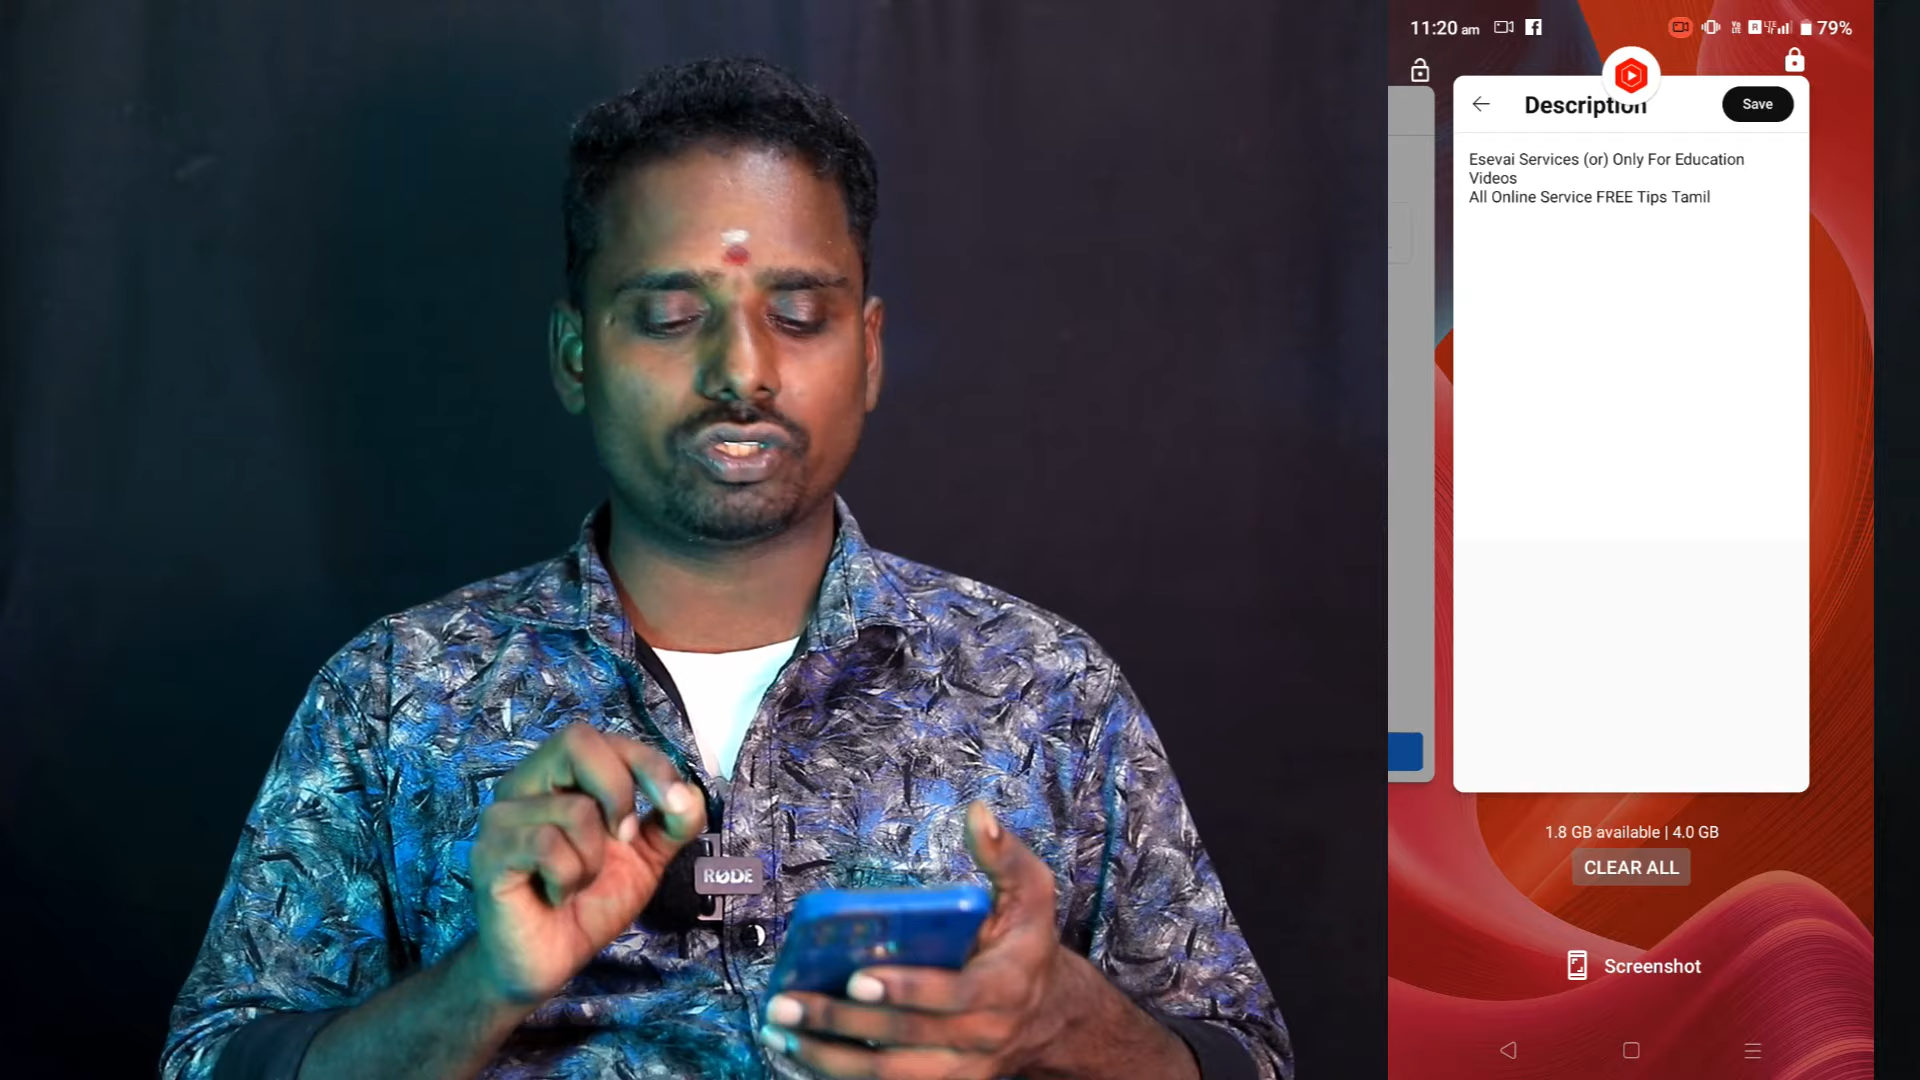 11:20 am
79%
Description
Save
Esevai Services (or) Only For Education
Videos
All Online Service FREE Tips Tamil
1.8 GB available | 4.0 GB
CLEAR ALL
Screenshot
RØDE